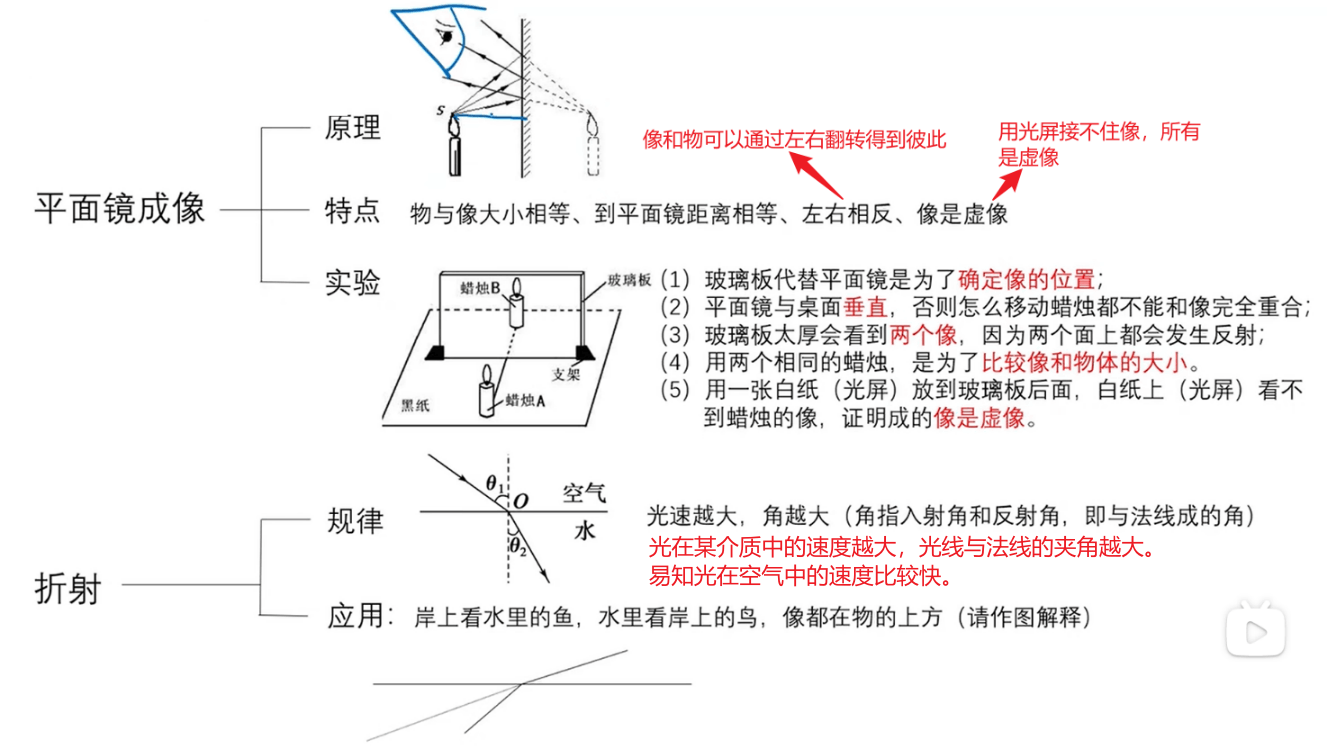 原理
S
像和物可以通过左右翻转得到彼此
用光屏接不住像，所有
是虚像
平面镜成像
特点
物与像大小相等、到平面镜距离相等、左右相反、像是虚像
实验
蜡烛B
玻璃板
支架
黑纸
蜡烛A
（1）玻璃板代替平面镜是为了确定像的位置；
（2）平面镜与桌面垂直，否则怎么移动蜡烛都不能和像完全重合；
（3）玻璃板太厚会看到两个像，因为两个面上都会发生反射；
（4）用两个相同的蜡烛，是为了比较像和物体的大小。
（5）用一张白纸（光屏）放到玻璃板后面，白纸上（光屏）看不
到蜡烛的像，证明成的像是虚像。
折射
规律
θ₁
O
空气
水
θ₂
光速越大，角越大（角指入射角和反射角，即与法线成的角）
光在某介质中的速度越大，光线与法线的夹角越大。
易知光在空气中的速度比较快。
应用：岸上看水里的鱼，水里看岸上的鸟，像都在物的上方（请作图解释）